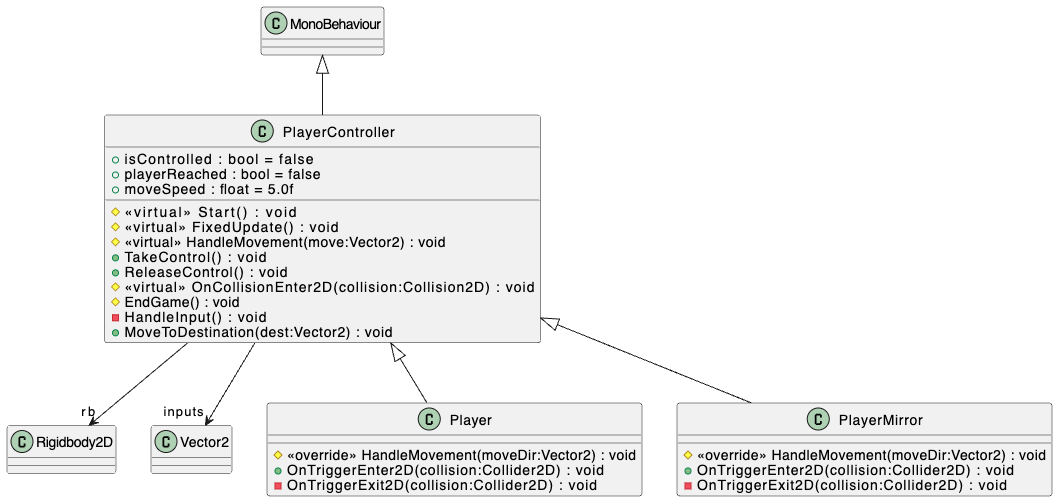 C MonoBehaviour
C PlayerController
isControlled : bool = false
playerReached : bool = false
moveSpeed : float = 5.0f
«virtual» Start() : void
«virtual» FixedUpdate() : void
«virtual» HandleMovement(move:Vector2) : void
TakeControl() : void
ReleaseControl() : void
«virtual» OnCollisionEnter2D(collision:Collision2D) : void
EndGame() : void
HandleInput() : void
MoveToDestination(dest:Vector2) : void
rb
inputs
C Rigidbody2D
C Vector2
C Player
«override» HandleMovement(moveDir:Vector2) : void
OnTriggerEnter2D(collision:Collider2D) : void
OnTriggerExit2D(collision:Collider2D) : void
C PlayerMirror
«override» HandleMovement(moveDir:Vector2) : void
OnTriggerEnter2D(collision:Collider2D) : void
OnTriggerExit2D(collision:Collider2D) : void